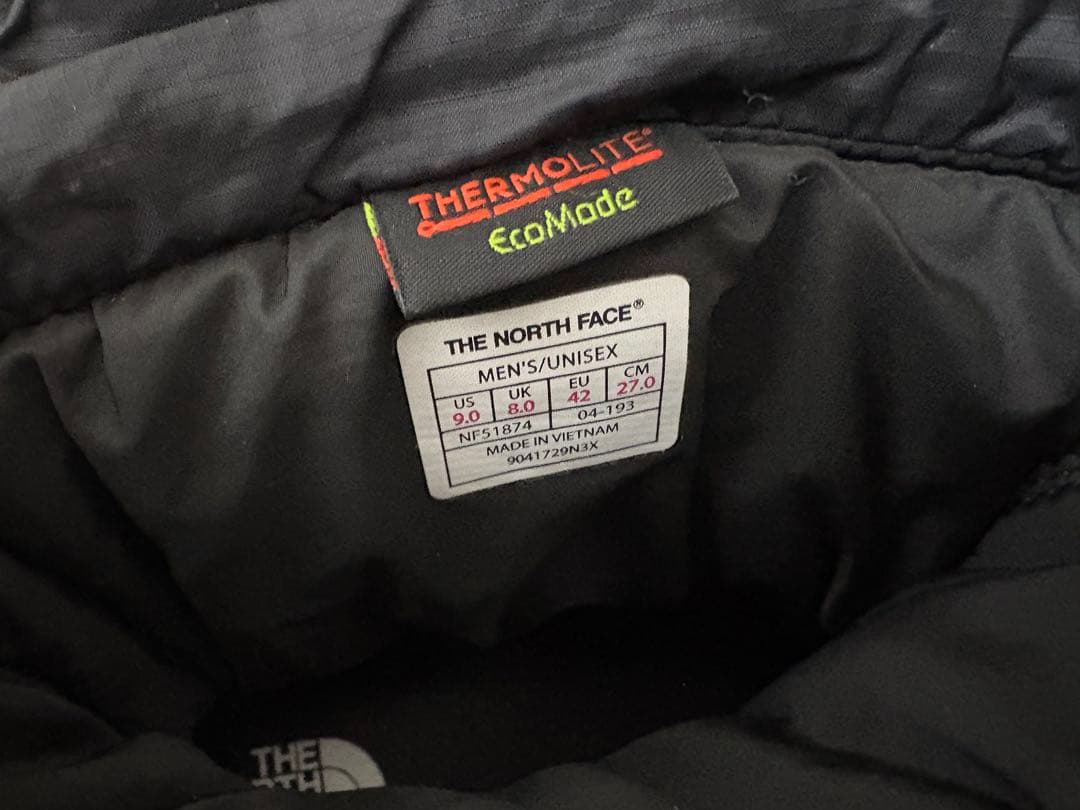 THERMOLITE®
EcoMade
THE NORTH FACE®
MEN'S/UNISEX
US UK EU CM
9.0 8.0 42 27.0
NF51874 04-193
MADE IN VIETNAM
9041729N3X
THE